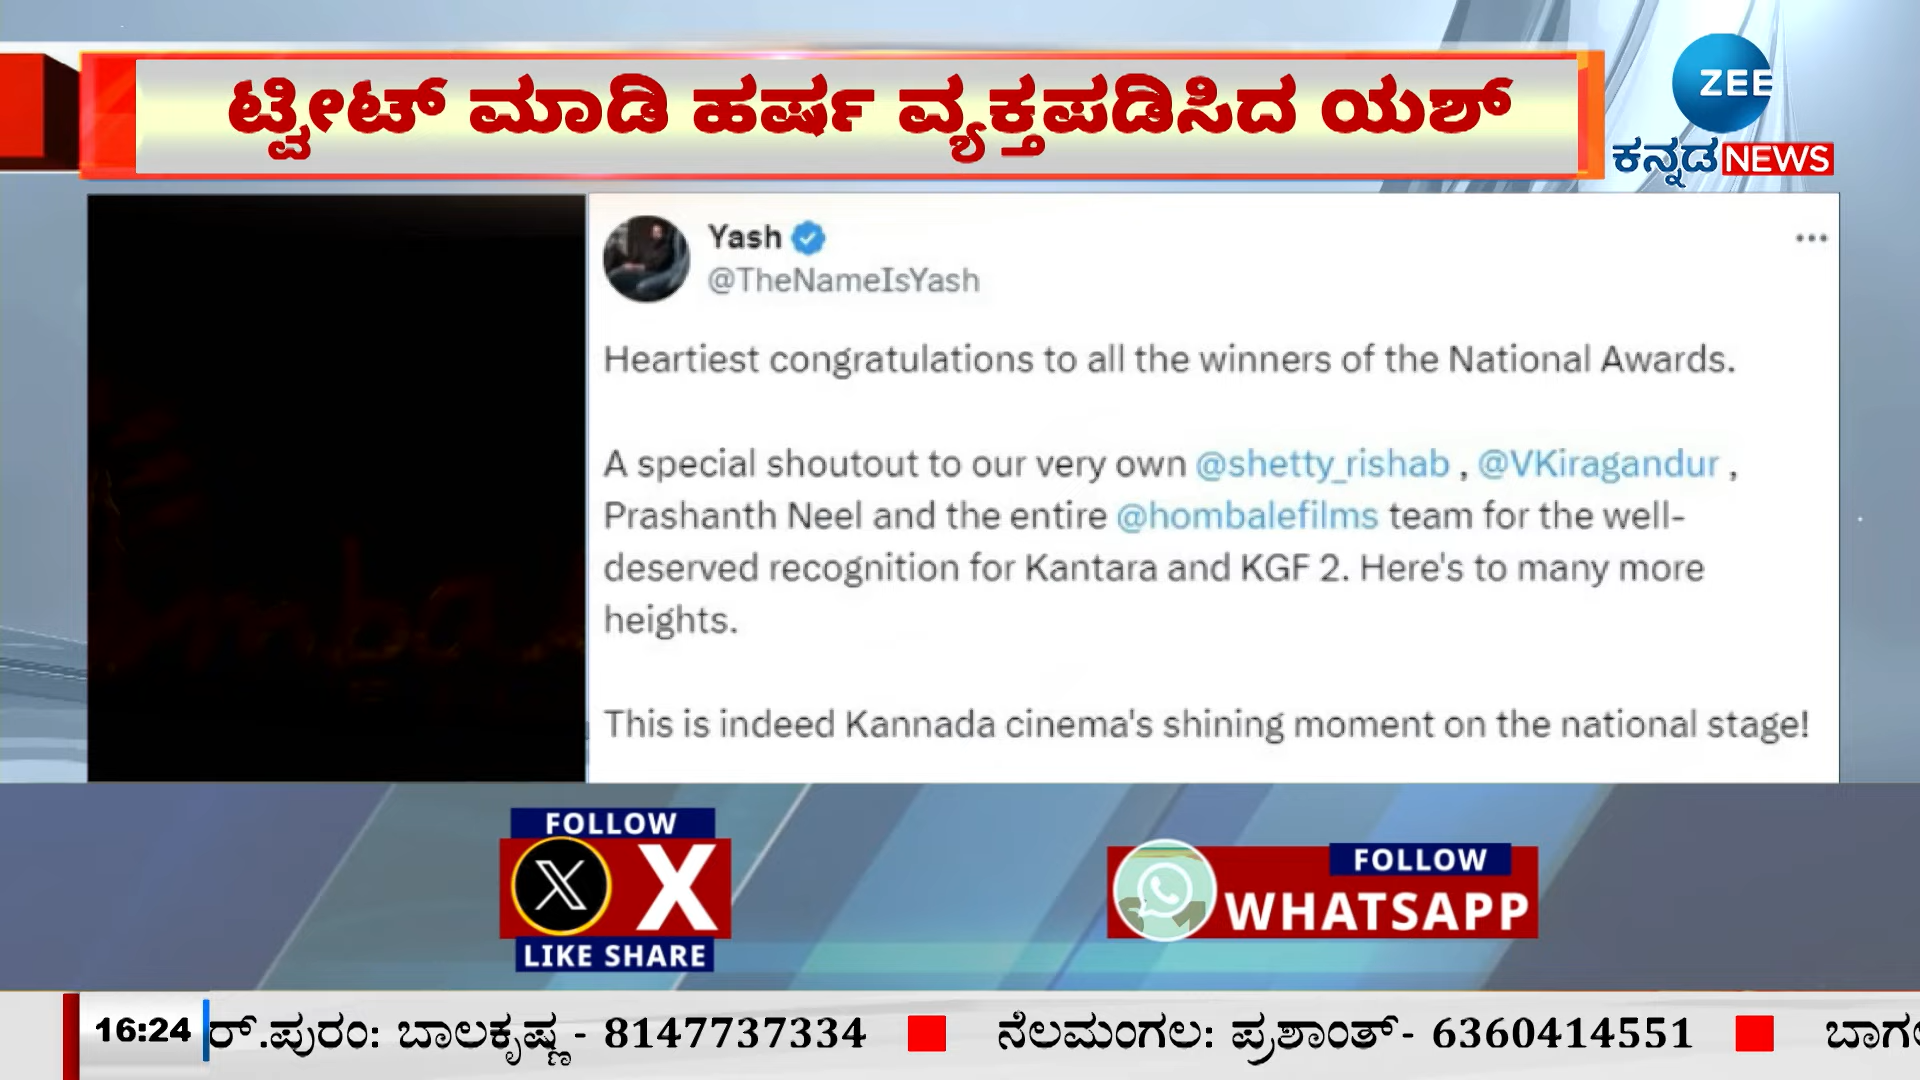 ಟ್ವೀಟ್ ಮಾಡಿ ಹರ್ಷ ವ್ಯಕ್ತಪಡಿಸಿದ ಯಶ್
ZEE
ಕನ್ನಡ NEWS
Yash
@TheNameIsYash
Heartiest congratulations to all the winners of the National Awards.
A special shoutout to our very own @shetty_rishab , @VKiragandur ,
Prashanth Neel and the entire @hombalefilms team for the well-
deserved recognition for Kantara and KGF 2. Here's to many more
heights.
This is indeed Kannada cinema's shining moment on the national stage!
FOLLOW
X
LIKE SHARE
FOLLOW
WHATSAPP
16:24 ರ್.ಪುರಂ: ಬಾಲಕೃಷ್ಣ - 8147737334 ನೆಲಮಂಗಲ: ಪ್ರಶಾಂತ್- 6360414551